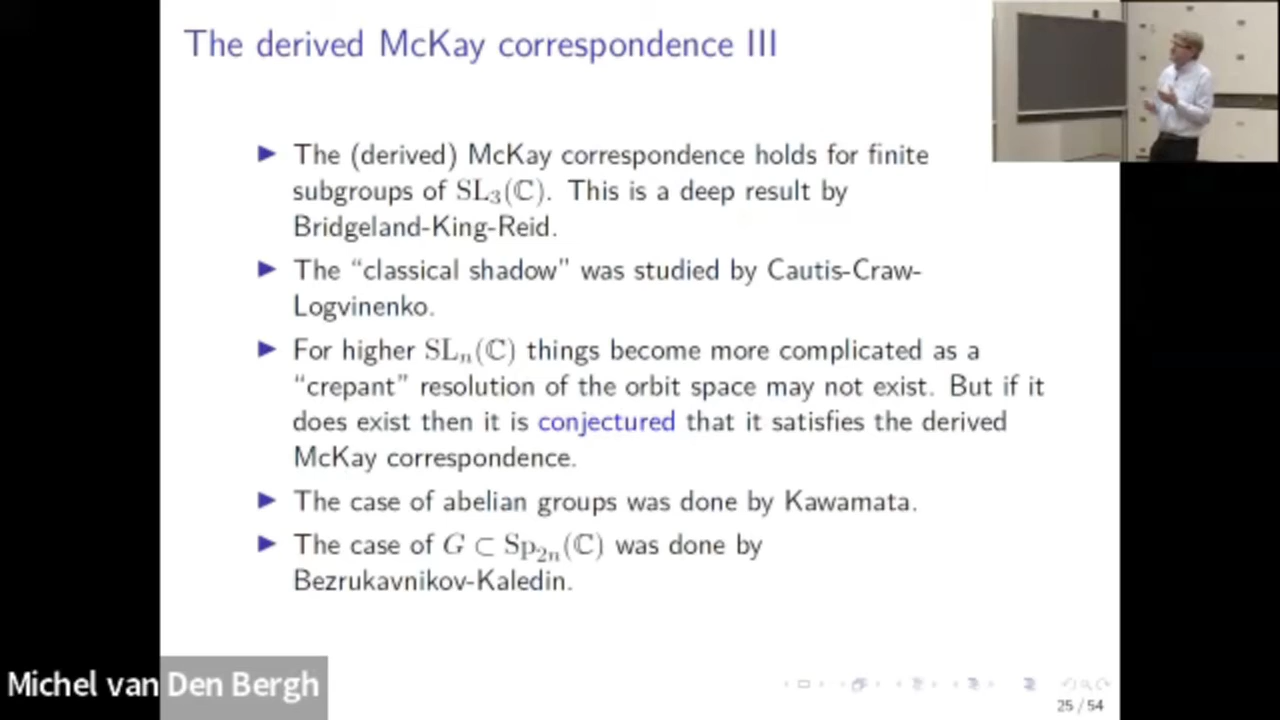 The derived McKay correspondence III
▶ The (derived) McKay correspondence holds for finite
subgroups of SL₃(ℂ). This is a deep result by
Bridgeland-King-Reid.
▶ The “classical shadow” was studied by Cautis-Craw-
Logvinenko.
▶ For higher SLₙ(ℂ) things become more complicated as a
“crepant” resolution of the orbit space may not exist. But if it
does exist then it is conjectured that it satisfies the derived
McKay correspondence.
▶ The case of abelian groups was done by Kawamata.
▶ The case of G ⊂ Sp₂ₙ(ℂ) was done by
Bezrukavnikov-Kaledin.
Michel van Den Bergh
25 / 54